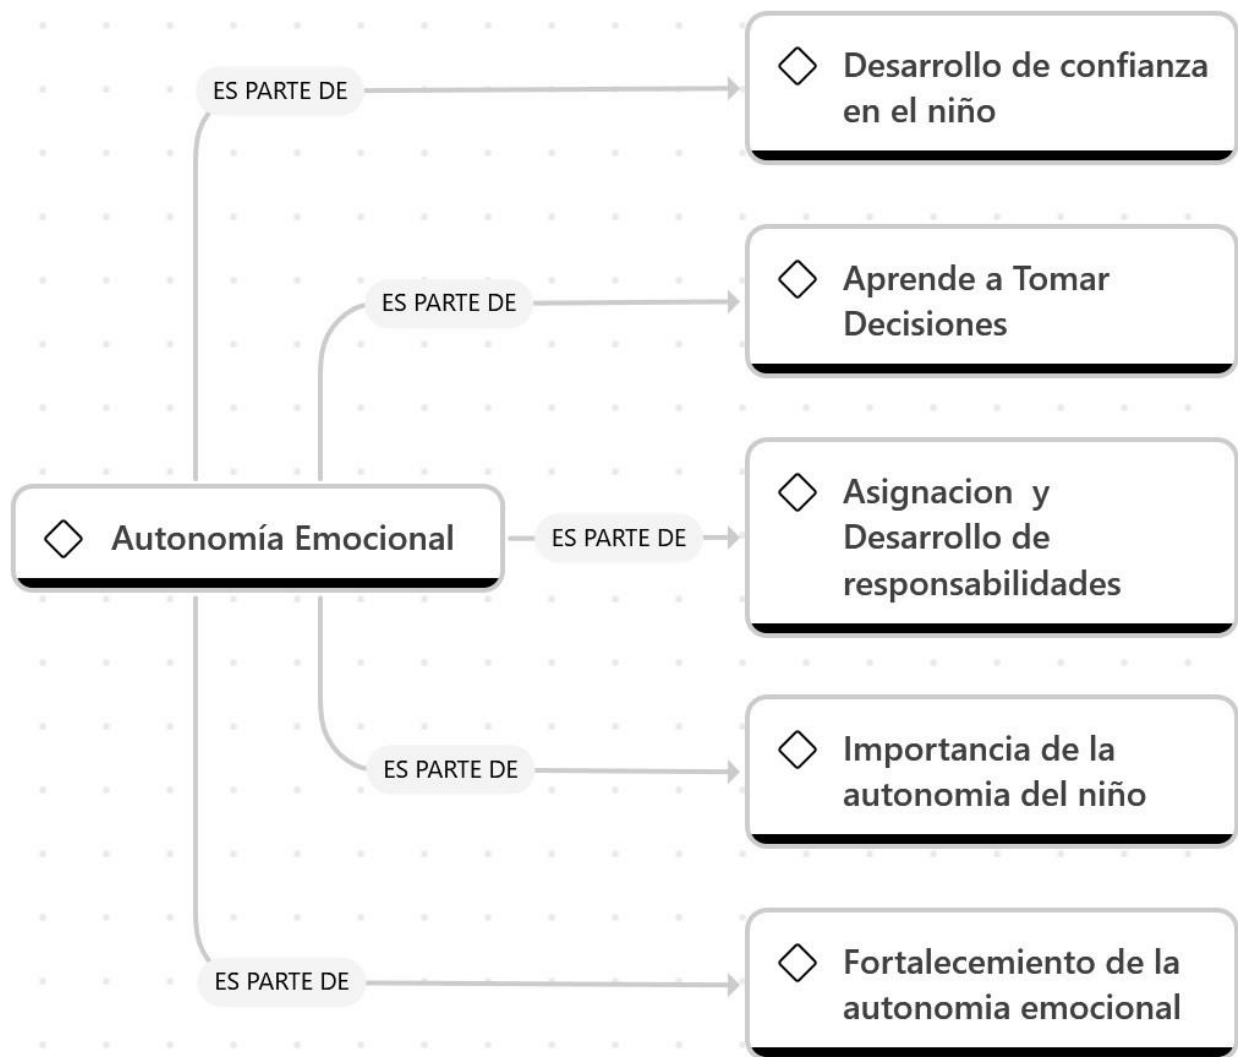 ES PARTE DE
Desarrollo de confianza
en el niño
ES PARTE DE
Aprende a Tomar
Decisiones
Autonomía Emocional
ES PARTE DE
Asignacion y
Desarrollo de
responsabilidades
ES PARTE DE
Importancia de la
autonomia del niño
ES PARTE DE
Fortalecemiento de la
autonomia emocional